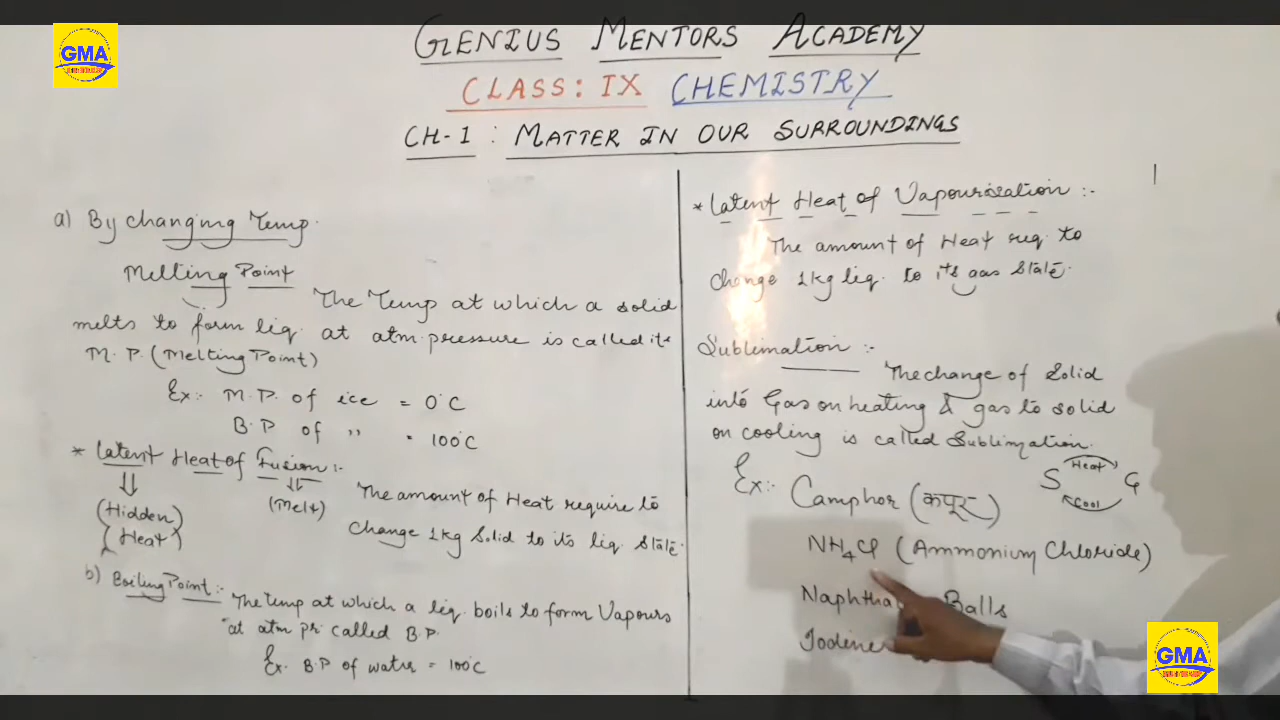 GMA
GENIUS MENTORS ACADEMY
CLASS: IX CHEMISTRY
CH-1 : MATTER IN OUR SURROUNDINGS
a) By changing Temp.
Melting Point
The Temp at which a solid
melts to form liq. at atm. pressure is called its
M.P. (Melting Point)
Ex:- M.P. of ice = 0°C
B.P of " = 100°C
* Latent Heat of Fusion :-
(Hidden Heat)
(Melt)
The amount of Heat require to
change 1kg Solid to its liq. State.
b) Boiling Point :-
The temp at which a liq. boils to form Vapours
at atm pr. called B.P.
Ex. B.P of water = 100°C
* Latent Heat of Vapourisation :-
The amount of Heat req. to
change 1kg liq. to its gas State.
Sublimation :-
The change of Solid
into Gas on heating & gas to solid
on cooling is called Sublimation.
S Heat G
Cool
Ex:- Camphor (कपूर)
NH4Cl (Ammonium Chloride)
Balls
Iodine
GMA